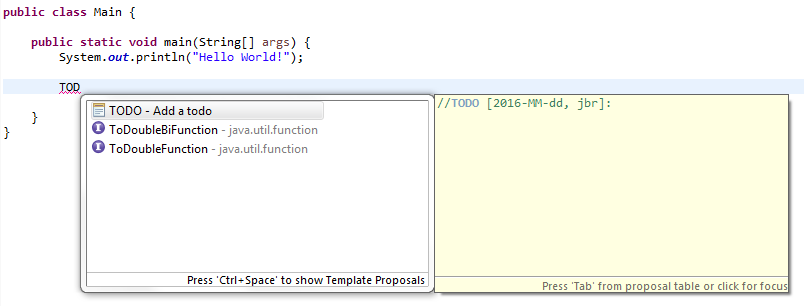 public class Main {
public static void main(String[] args) {
System.out.println("Hello World!");
TOD
TODO - Add a todo
ToDoubleBiFunction - java.util.function
ToDoubleFunction - java.util.function
Press 'Ctrl+Space' to show Template Proposals
//TODO [2016-MM-dd, jbr]:
Press 'Tab' from proposal table or click for focus
}
}